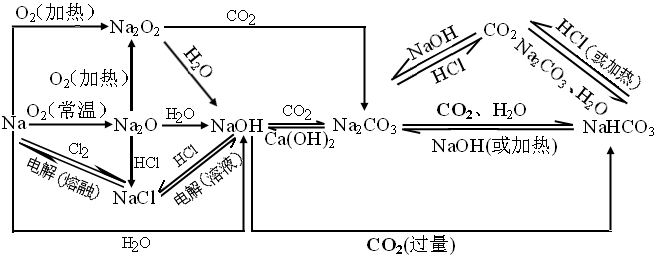 O₂(加热) Na₂O₂ CO₂ CO₂
NaOH HCl HCl(或加热) Na₂CO₃、H₂O
O₂(加热) H₂O
O₂(常温) H₂O CO₂ CO₂、H₂O
Na Na₂O NaOH Na₂CO₃ NaHCO₃
Ca(OH)₂ NaOH(或加热)
Cl₂ HCl HCl
电解(熔融) NaCl 电解(溶液)
H₂O CO₂(过量)